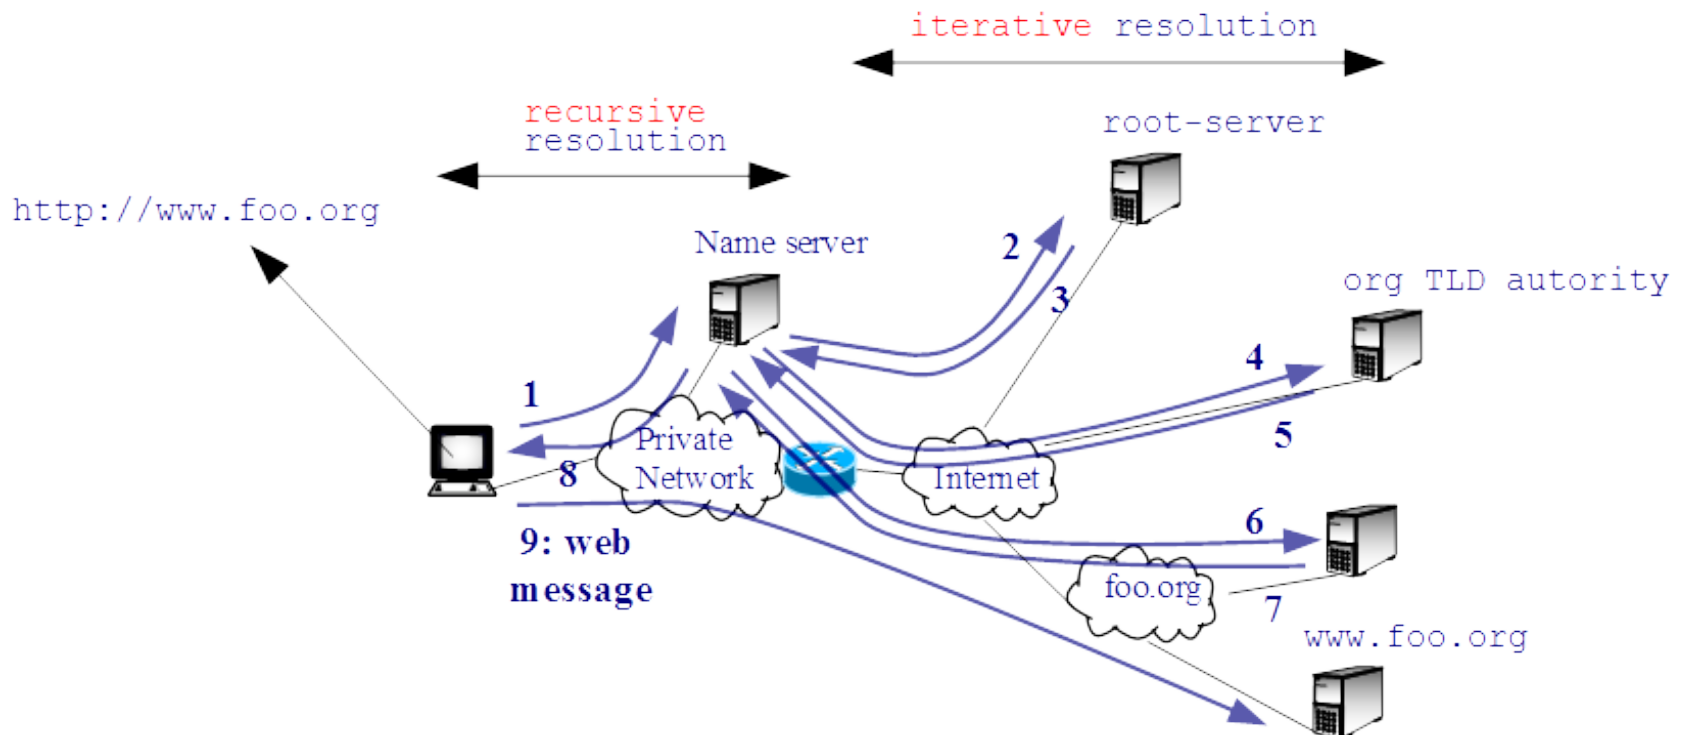 iterative resolution
recursive
resolution
root-server
http://www.foo.org
Name server
2
org TLD autority
3
4
1
5
Private
Network
8
Internet
6
9: web
message
foo.org
7
www.foo.org